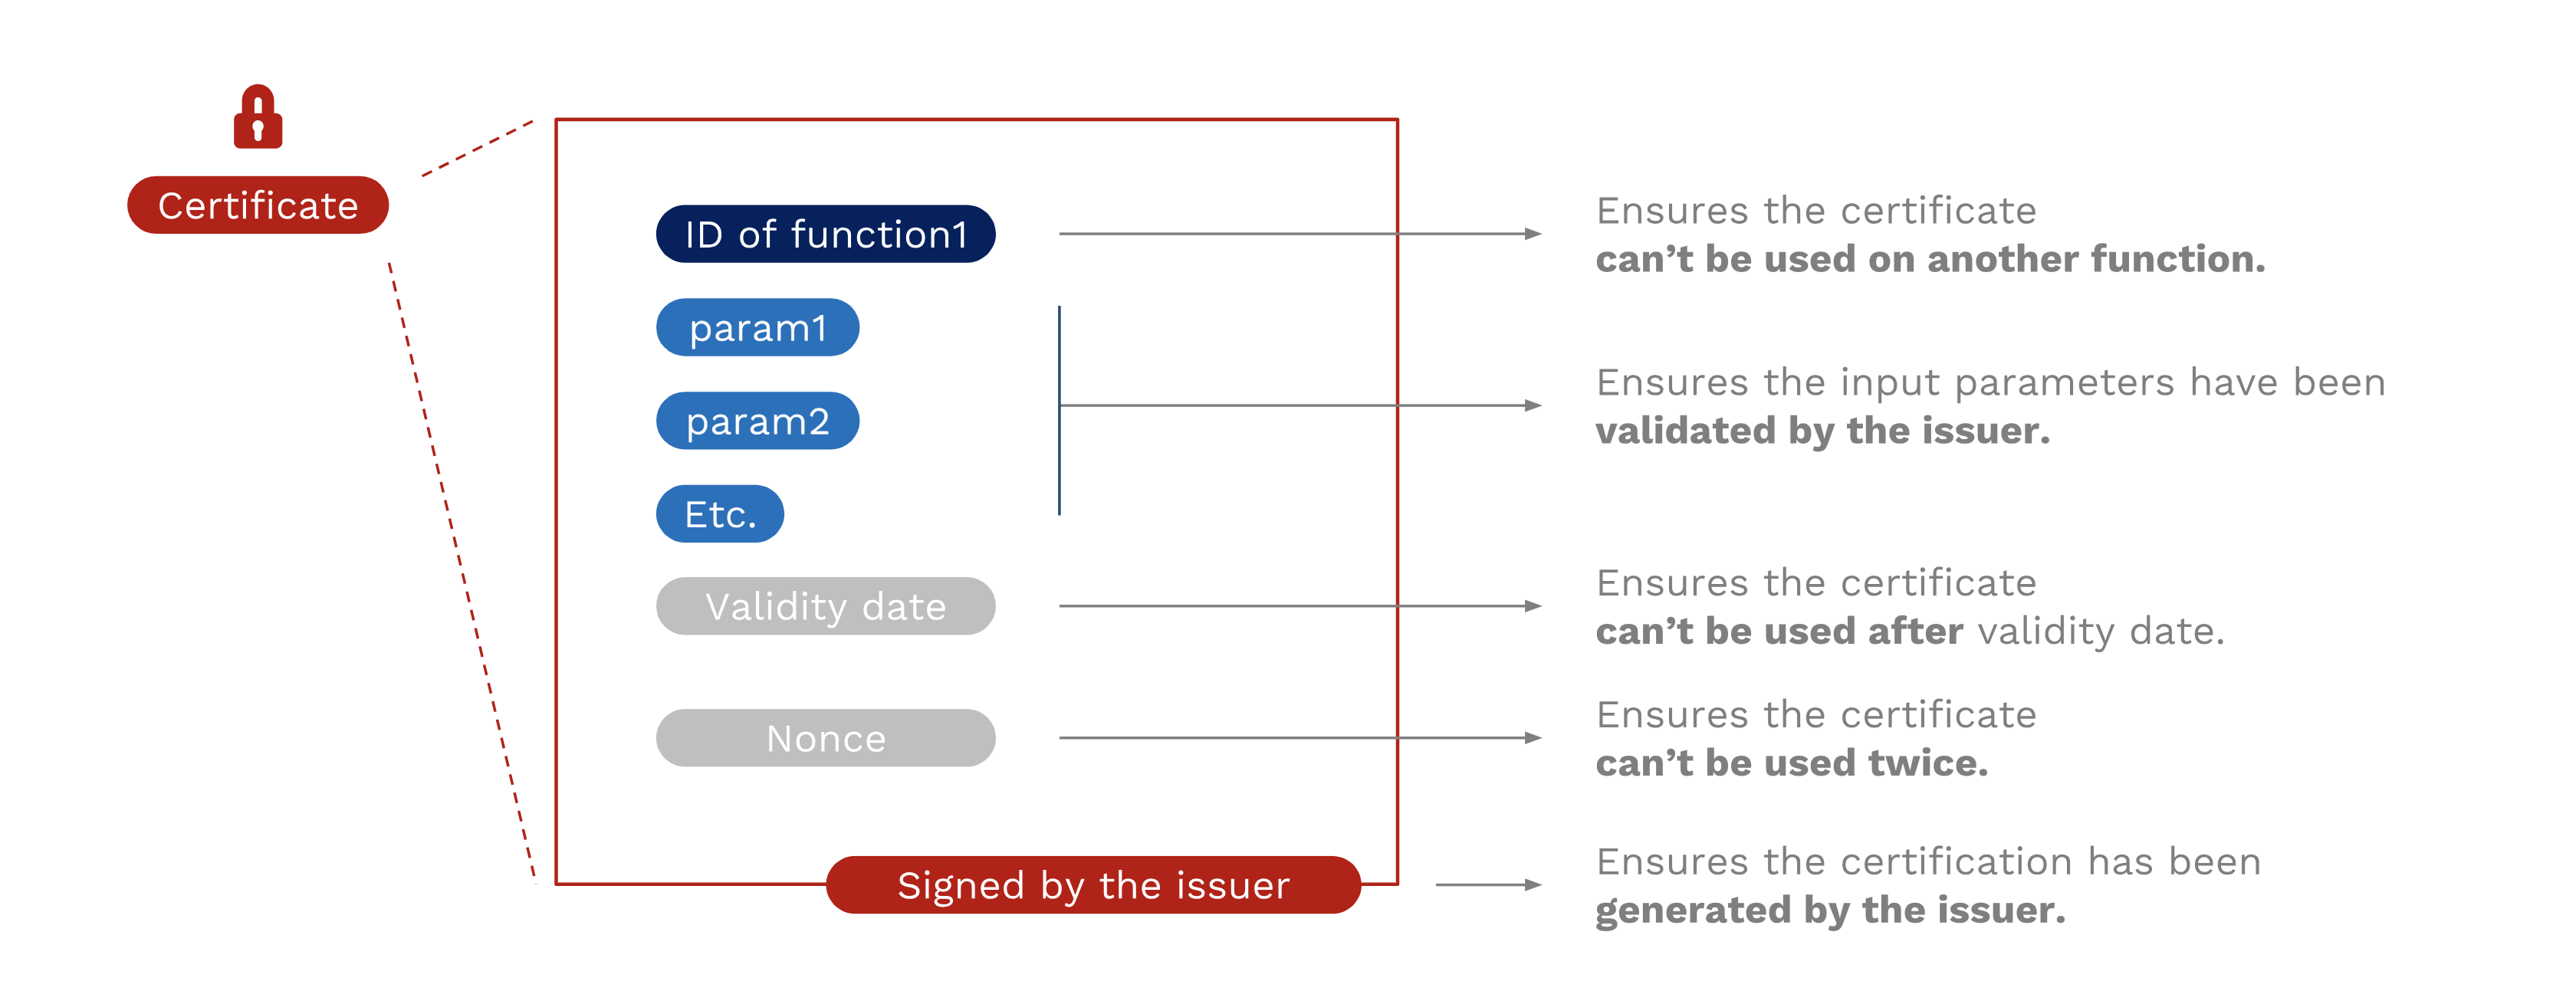 Certificate
ID of function1
Ensures the certificate
can’t be used on another function.
param1
param2
Etc.
Ensures the input parameters have been
validated by the issuer.
Validity date
Ensures the certificate
can’t be used after validity date.
Nonce
Ensures the certificate
can’t be used twice.
Signed by the issuer
Ensures the certification has been
generated by the issuer.